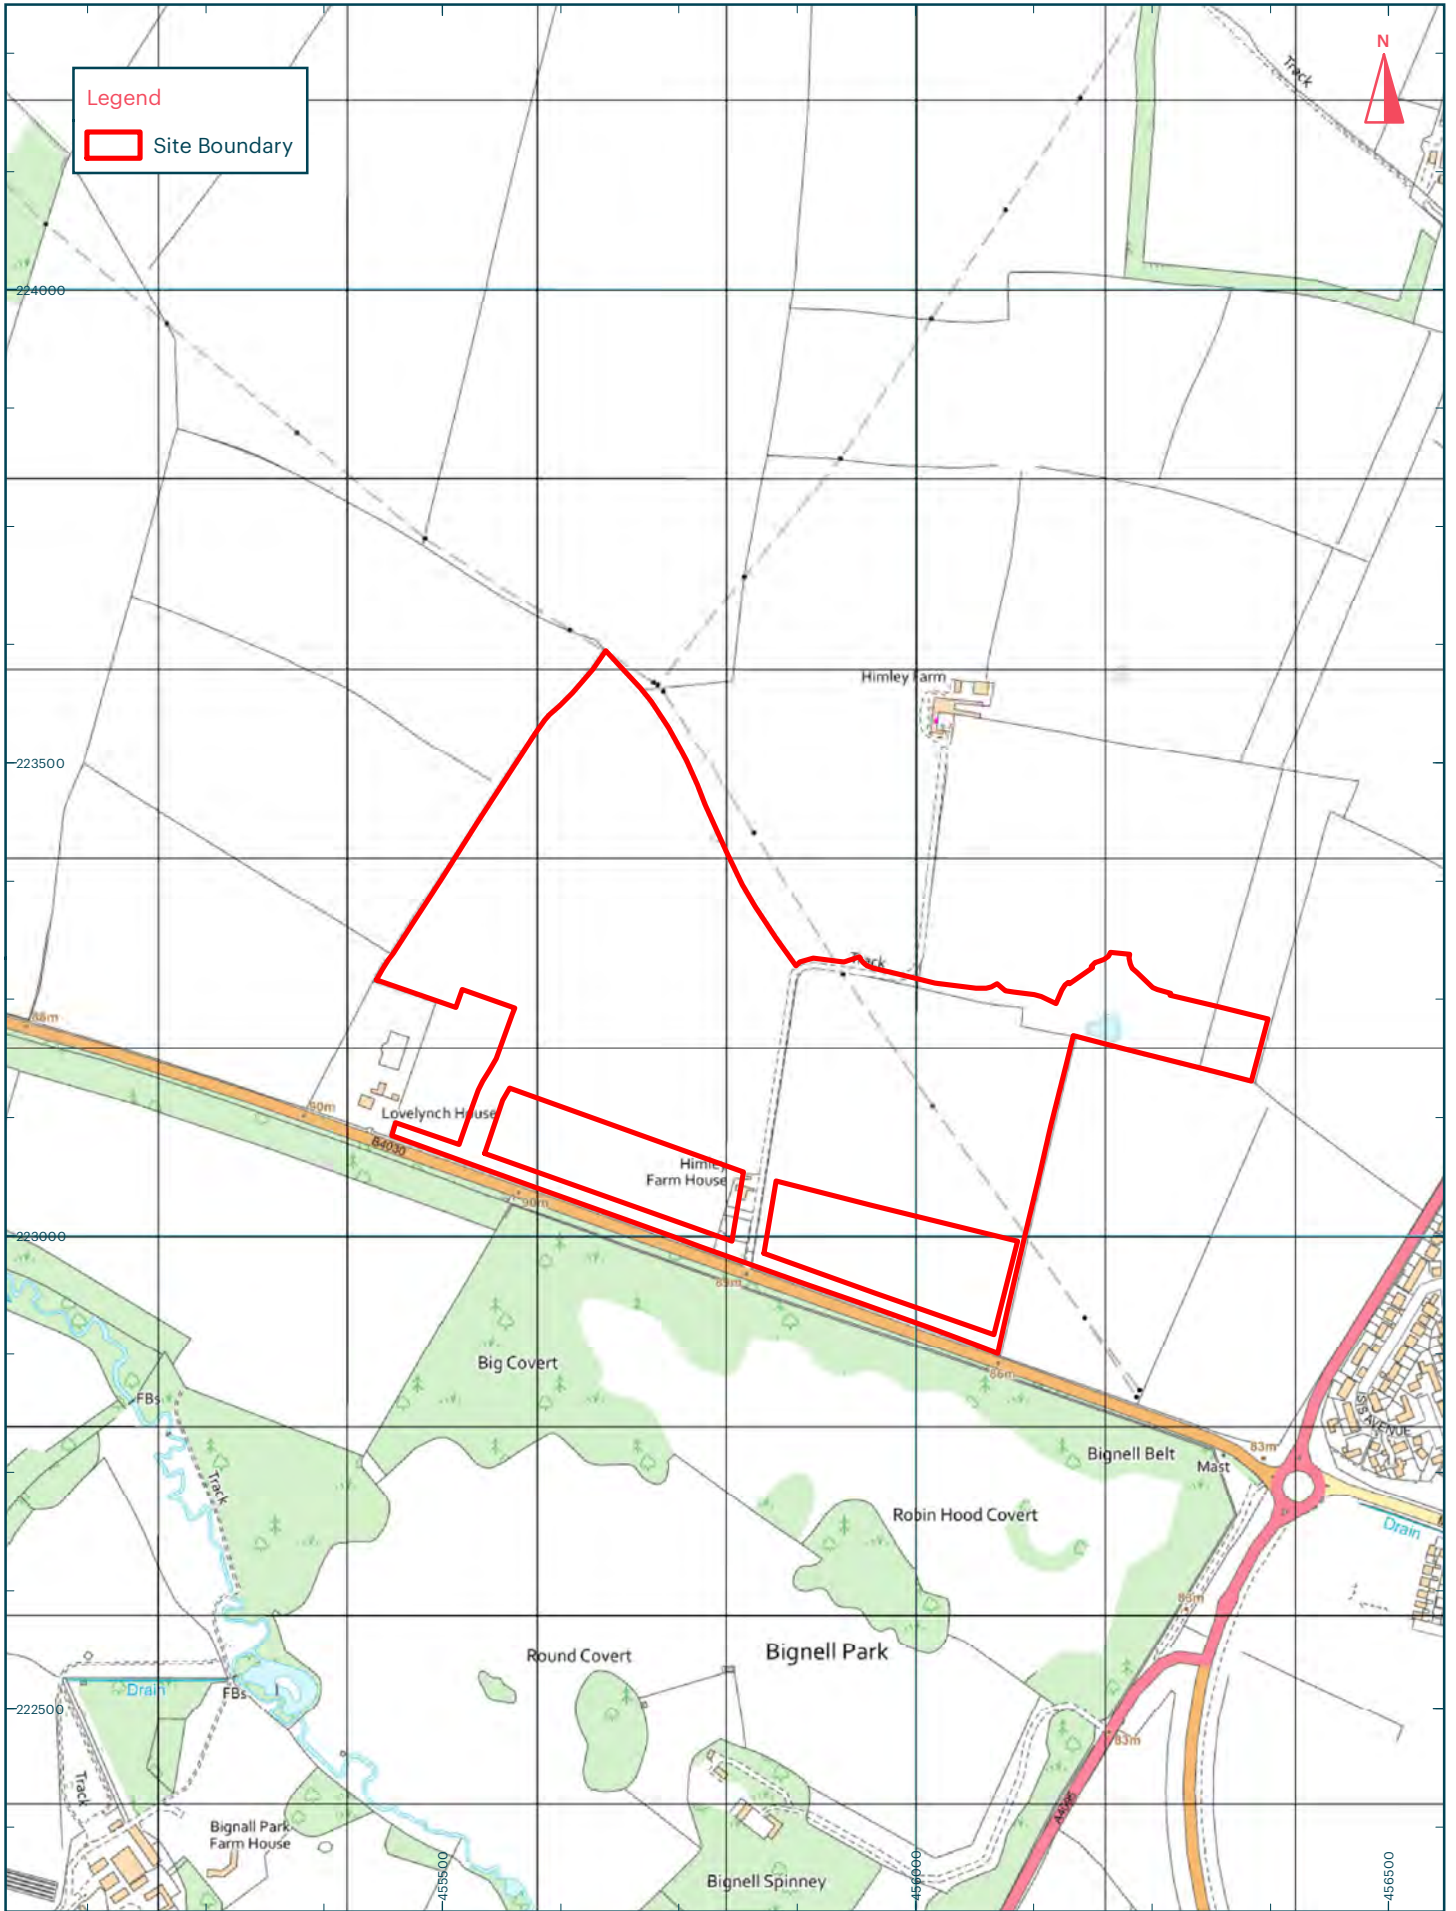 N
Track
Legend
Site Boundary
224000
Himley Farm
223500
Track
88m
90m
Lovelynch House
B4030
Himley
Farm House
90m
223000
89m
Big Covert
86m
FBs
ISIS AVENUE
Bignell Belt
83m
Mast
Track
Robin Hood Covert
Drain
86m
Bignell Park
Round Covert
Drain
FBs
222500
83m
Track
A4095
Bignall Park
Farm House
Bignell Spinney
455500
456000
456500